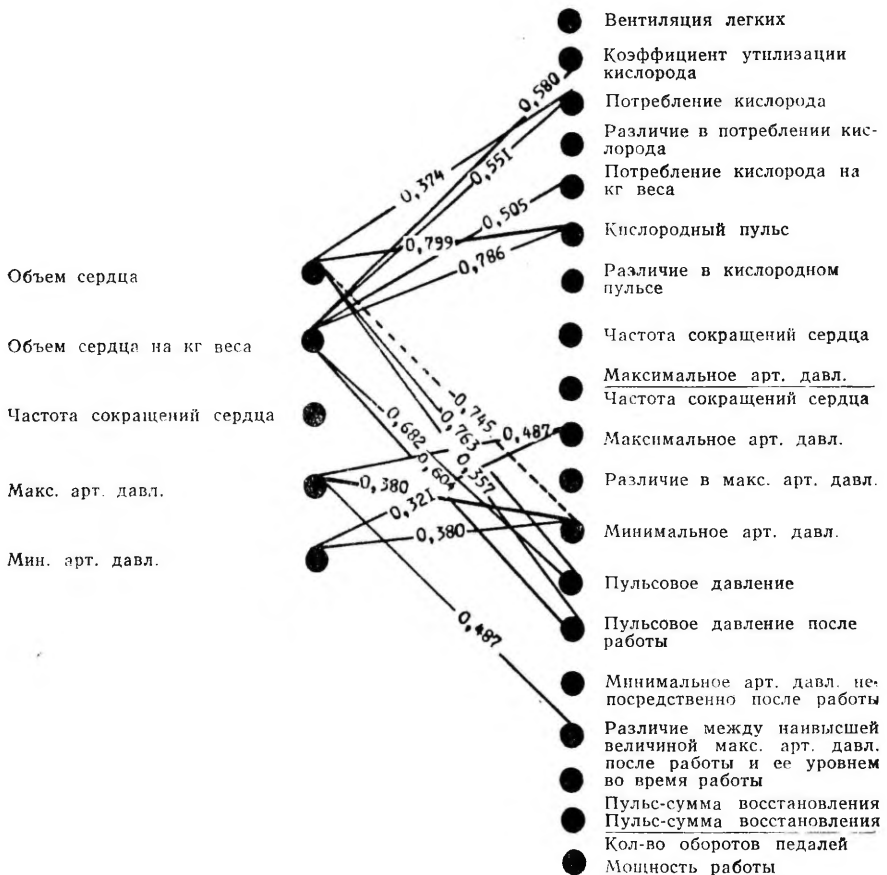 Вентиляция легких
Коэффициент утилизации
кислорода
Потребление кислорода
Различие в потреблении кис-
лорода
Потребление кислорода на
кг веса
Кислородный пульс
Различие в кислородном
пульсе
Частота сокращений сердца
Максимальное арт. давл.
Частота сокращений сердца
Максимальное арт. давл.
Различие в макс. арт. давл.
Минимальное арт. давл.
Пульсовое давление
Пульсовое давление после
работы
Минимальное арт. давл. не-
посредственно после работы
Различие между наивысшей
величиной макс. арт. давл.
после работы и ее уровнем
во время работы
Пульс-сумма восстановления
Пульс-сумма восстановления
Кол-во оборотов педалей
Мощность работы
Объем сердца
Объем сердца на кг веса
Частота сокращений сердца
Макс. арт. давл.
Мин. арт. давл.
0,580
0,374
0,551
0,505
0,799
0,786
0,745
0,763
0,682
0,487
0,604
0,357
0,380
0,321
0,380
0,487